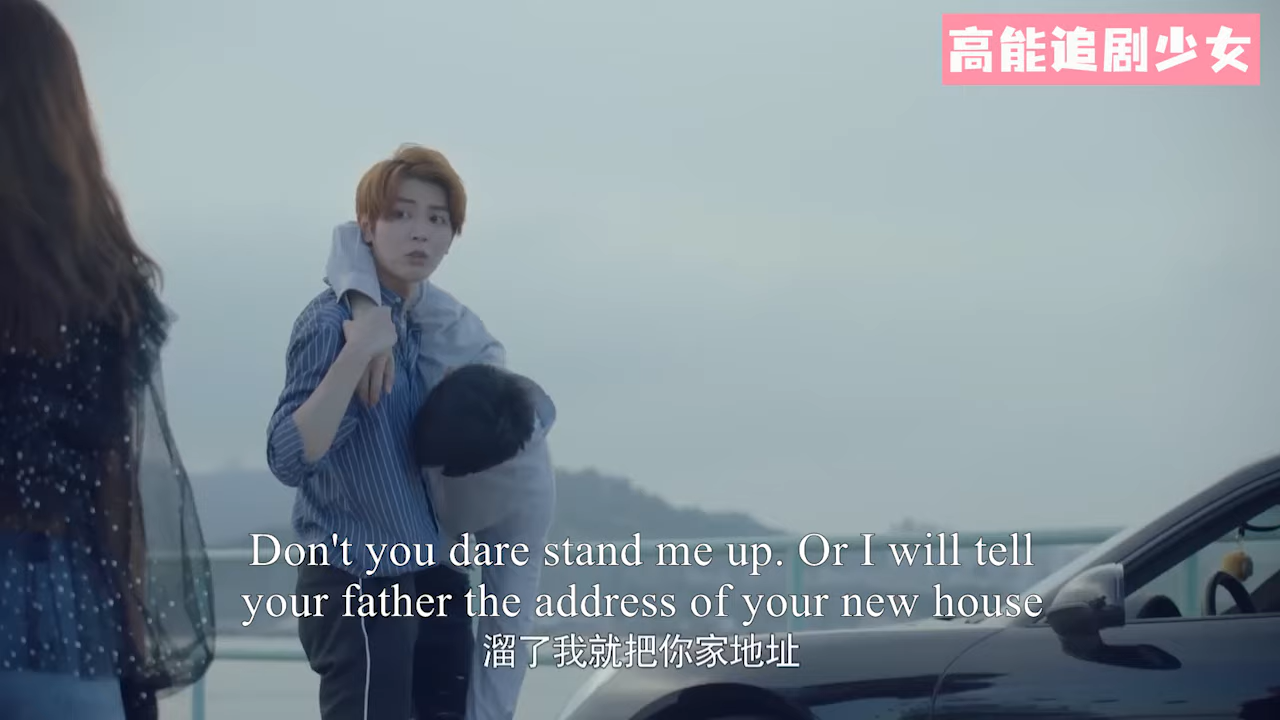 高能追剧少女
Don't you dare stand me up. Or I will tell
your father the address of your new house
溜了我就把你家地址